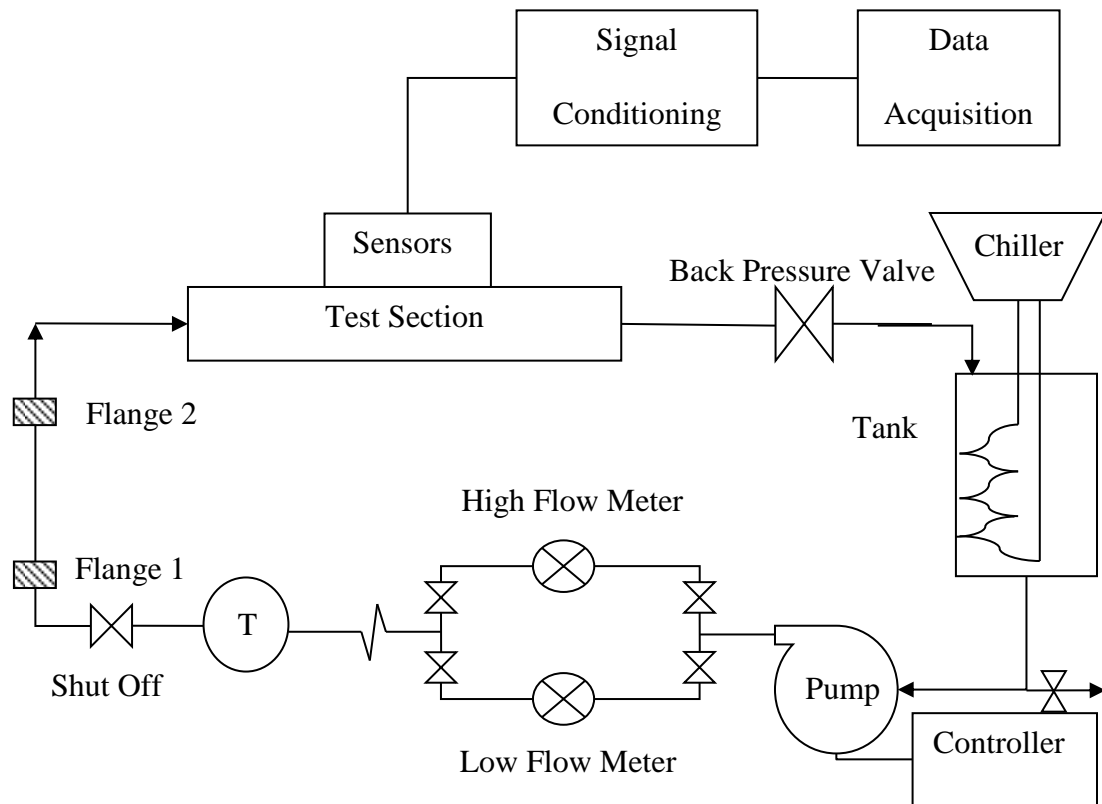 Signal
Conditioning
Data
Acquisition
Sensors
Chiller
Back Pressure Valve
Test Section
Flange 2
Tank
High Flow Meter
Flange 1
T
Shut Off
Pump
Low Flow Meter
Controller